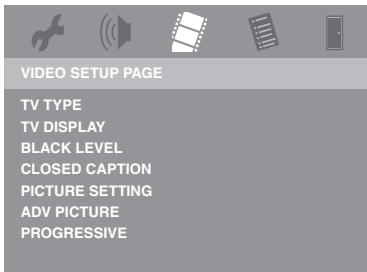 VIDEO SETUP PAGE
TV TYPE
TV DISPLAY
BLACK LEVEL
CLOSED CAPTION
PICTURE SETTING
ADV PICTURE
PROGRESSIVE